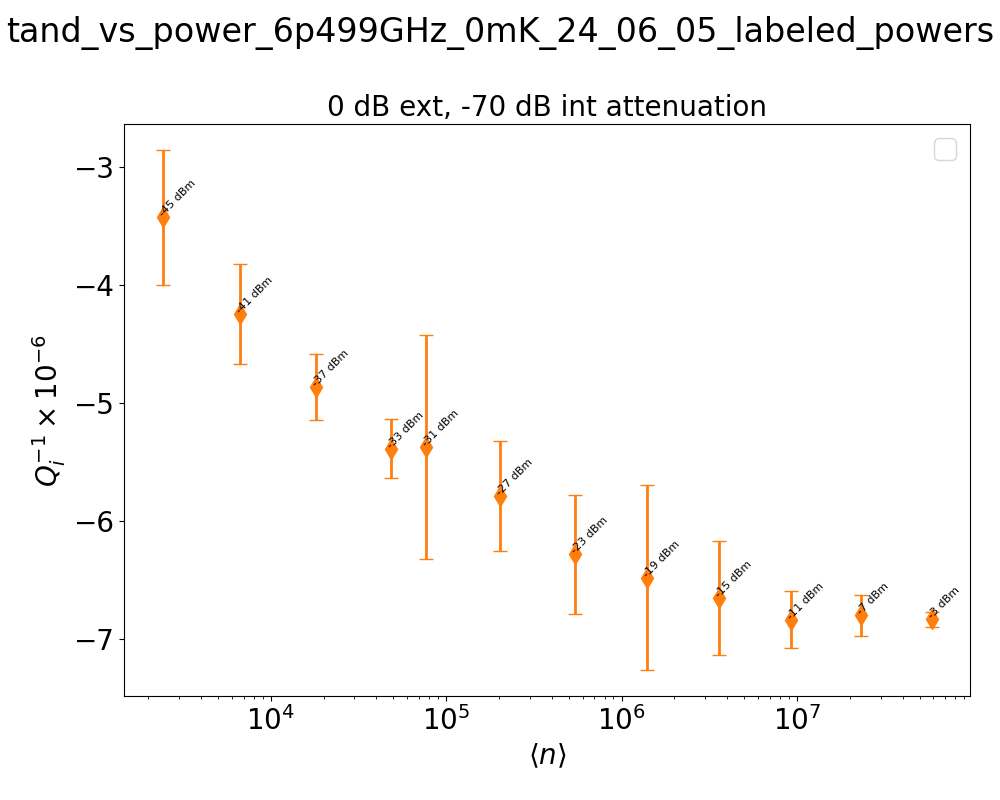 tand_vs_power_6p499GHz_0mK_24_06_05_labeled_powers
0 dB ext, -70 dB int attenuation
−3
−4
−5
−6
−7
Q_i^{−1} × 10^{−6}
-45 dBm
-41 dBm
-37 dBm
-33 dBm
-31 dBm
-27 dBm
-23 dBm
-19 dBm
-15 dBm
-11 dBm
-7 dBm
-3 dBm
10^4
10^5
10^6
10^7
⟨n⟩